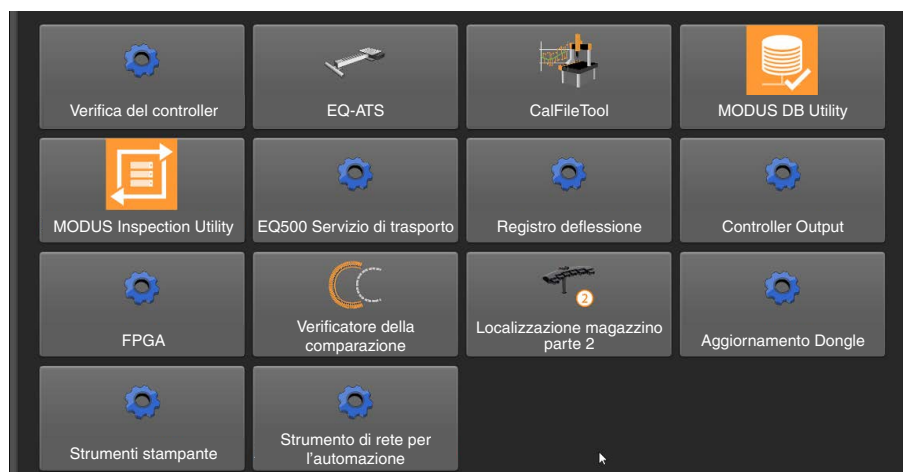 Verifica del controller
EQ-ATS
CalFileTool
MODUS DB Utility
MODUS Inspection Utility
EQ500 Servizio di trasporto
Registro deflessione
Controller Output
FPGA
Verificatore della
comparazione
2
Localizzazione magazzino
parte 2
Aggiornamento Dongle
Strumenti stampante
Strumento di rete per
l'automazione